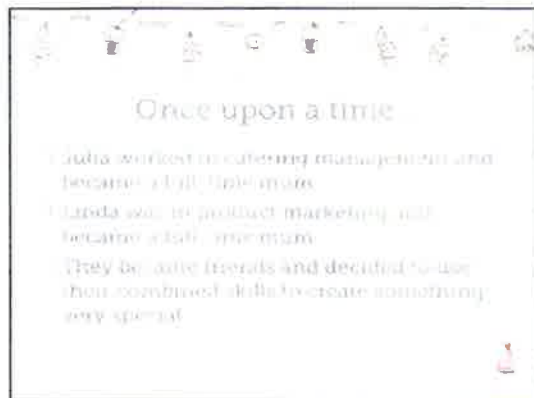 Once upon a time
Julia worked in catering management and
became a full time mum
Linda was in product marketing and
became a full time mum
They became friends and decided to use
their combined skills to create something
very special